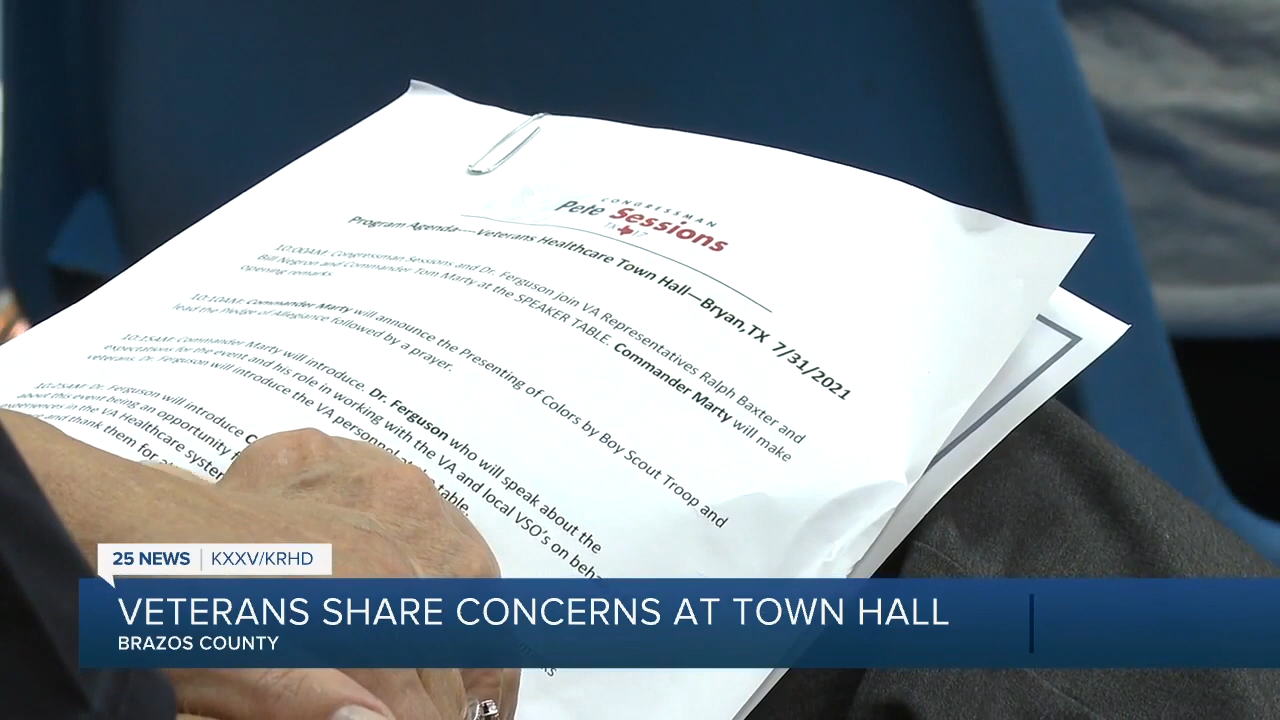 CONGRESSMAN
Pete Sessions
TX 17
Program Agenda---Veterans Healthcare Town Hall—Bryan,TX 7/31/2021
10:00AM: Congressman Sessions and Dr. Ferguson join VA Representatives Ralph Baxter and
Bill Negron and Commander Tom Marty at the SPEAKER TABLE. Commander Marty will make
Opening remarks.
10:10AM: Commander Marty will announce the Presenting of Colors by Boy Scout Troop and
lead the Pledge of Allegiance followed by a prayer.
10:15AM: Commander Marty will introduce, Dr. Ferguson who will speak about the
expectations for the event and his role in working with the VA and local VSO's on beha
veterans. Dr. Ferguson will introduce the VA personnel table.
10:25AM: Dr. Ferguson will introduce
about this event being an opportunity
experiences in the VA Healthcare system
and thank them for
25 NEWS KXXV/KRHD
VETERANS SHARE CONCERNS AT TOWN HALL
BRAZOS COUNTY